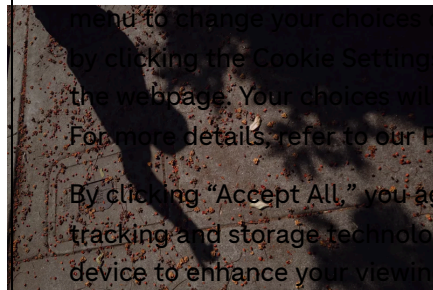 menu to change your choices
by clicking the Cookie Setting
the webpage. Your choices wil
For more details, refer to our P
By clicking “Accept All,” you a
tracking and storage technolo
device to enhance your viewin